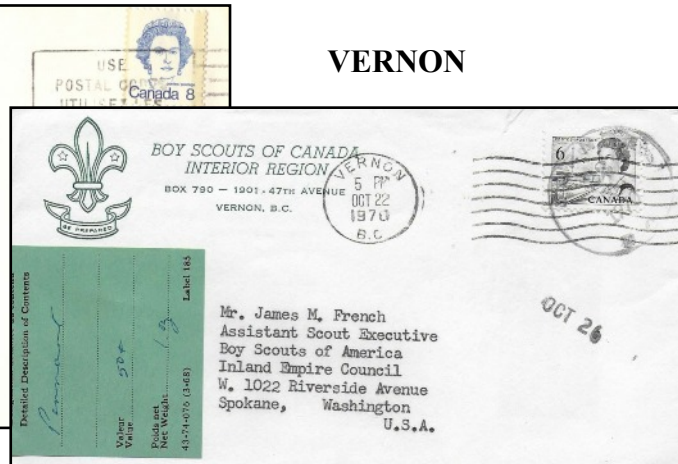 VERNON
USE
POSTAL
Canada 8
BOY SCOUTS OF CANADA
INTERIOR REGION
BOX 790 — 1901 - 47TH AVENUE
VERNON, B.C.
BE PREPARED
VERNON
5 PM
OCT 22
1970
B.C.
6
CANADA
OCT 26
Detailed Description of Contents
Pennant
Valeur
Value 50¢
Poids net
Net Weight
43-74-076 (3-68) Label 185
Mr. James M. French
Assistant Scout Executive
Boy Scouts of America
Inland Empire Council
W. 1022 Riverside Avenue
Spokane, Washington
U.S.A.